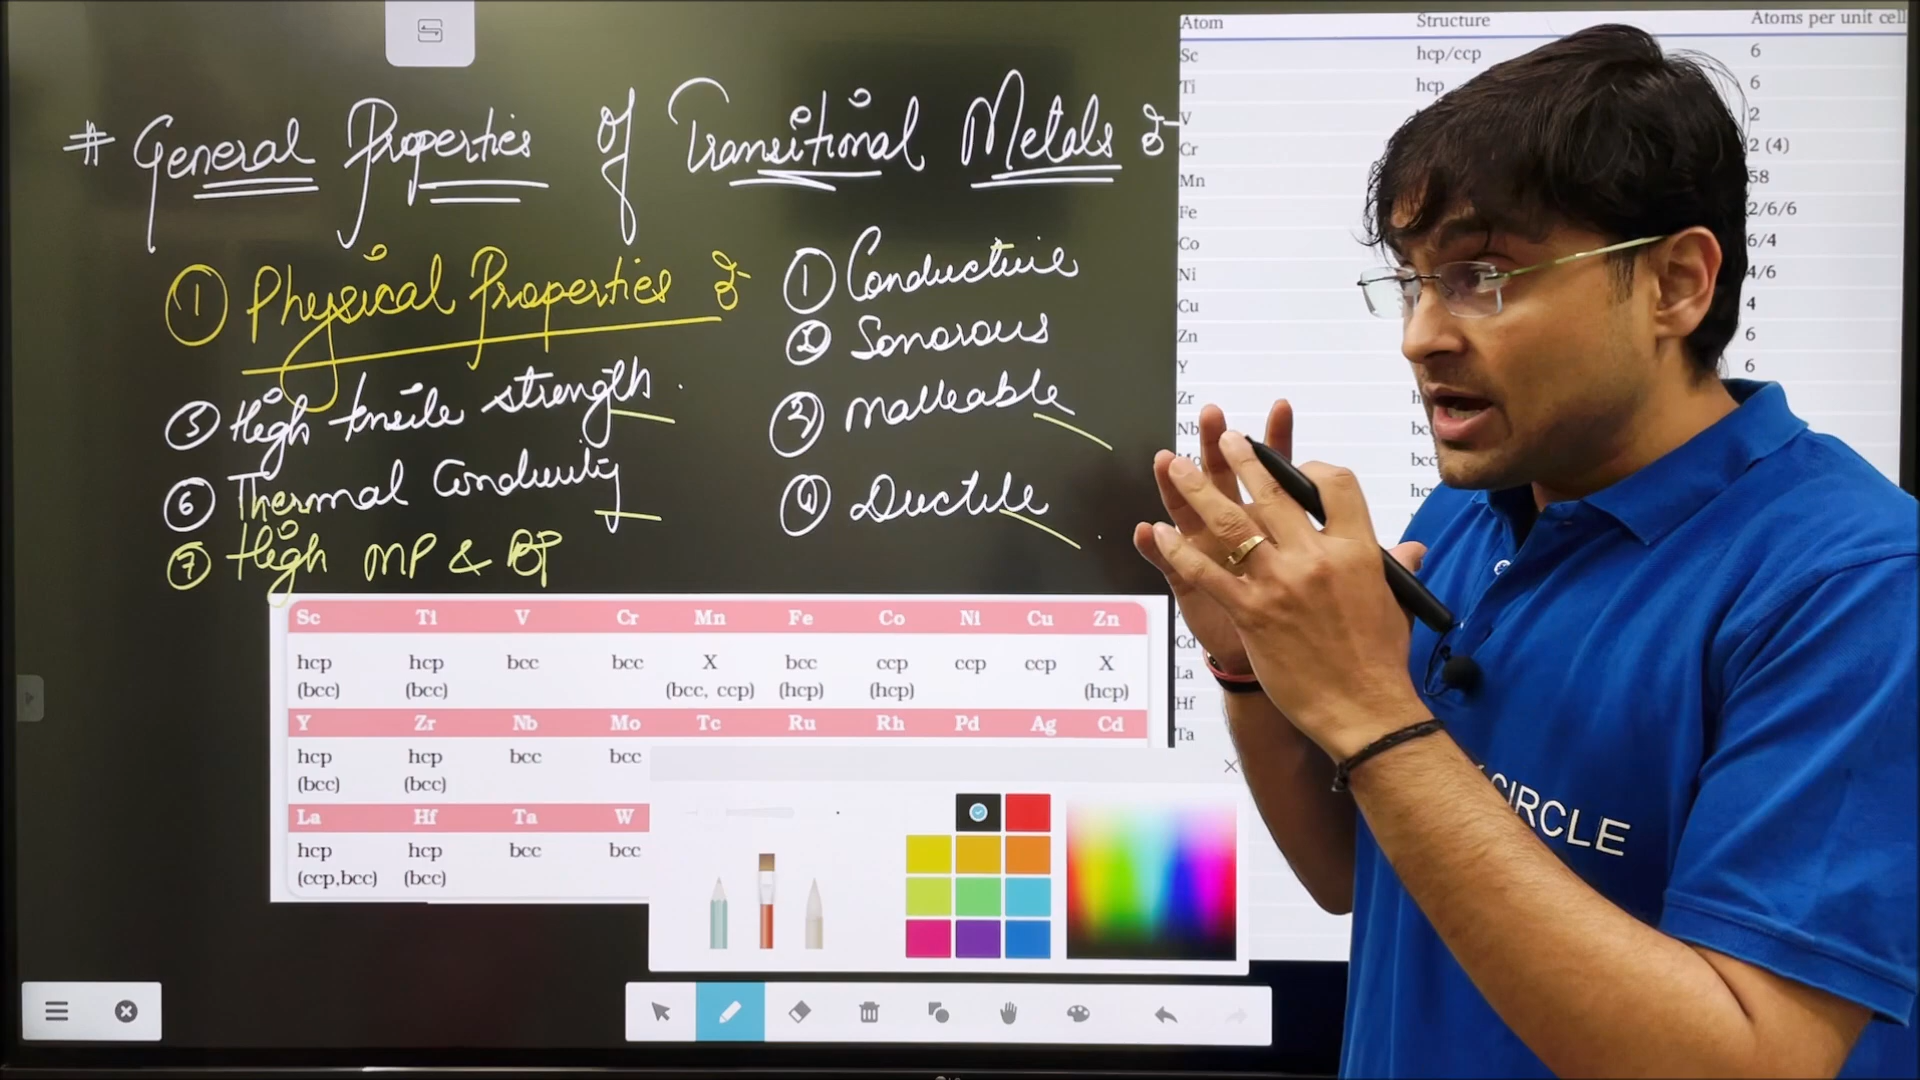 # General Properties of Transitional Metals :-
① Physical Properties :-
① Conductive
② Sonorous
③ Malleable
④ Ductile
⑤ High tensile strength.
⑥ Thermal
⑦ High MP & BP
Sc Ti V Cr Mn Fe Co Ni Cu Zn
hcp hcp bcc bcc X bcc ccp ccp ccp X
(bcc) (bcc) (bcc, ccp) (hcp) (hcp) (hcp)
Y Zr Nb Mo Tc Ru Rh Pd Ag Cd
hcp hcp bcc bcc
(bcc) (bcc)
La Hf Ta W
hcp hcp bcc bcc
(ccp,bcc) (bcc)
Atom Structure Atoms per unit cell
Sc hcp/ccp 6
Ti hcp 6
V 2
Cr 2 (4)
Mn 58
Fe 2/6/6
Co 6/4
Ni 4/6
Cu 4
Zn 6
Y 6
Zr
Nb
Mo bcc
Cd
La
Hf
Ta
CIRCLE